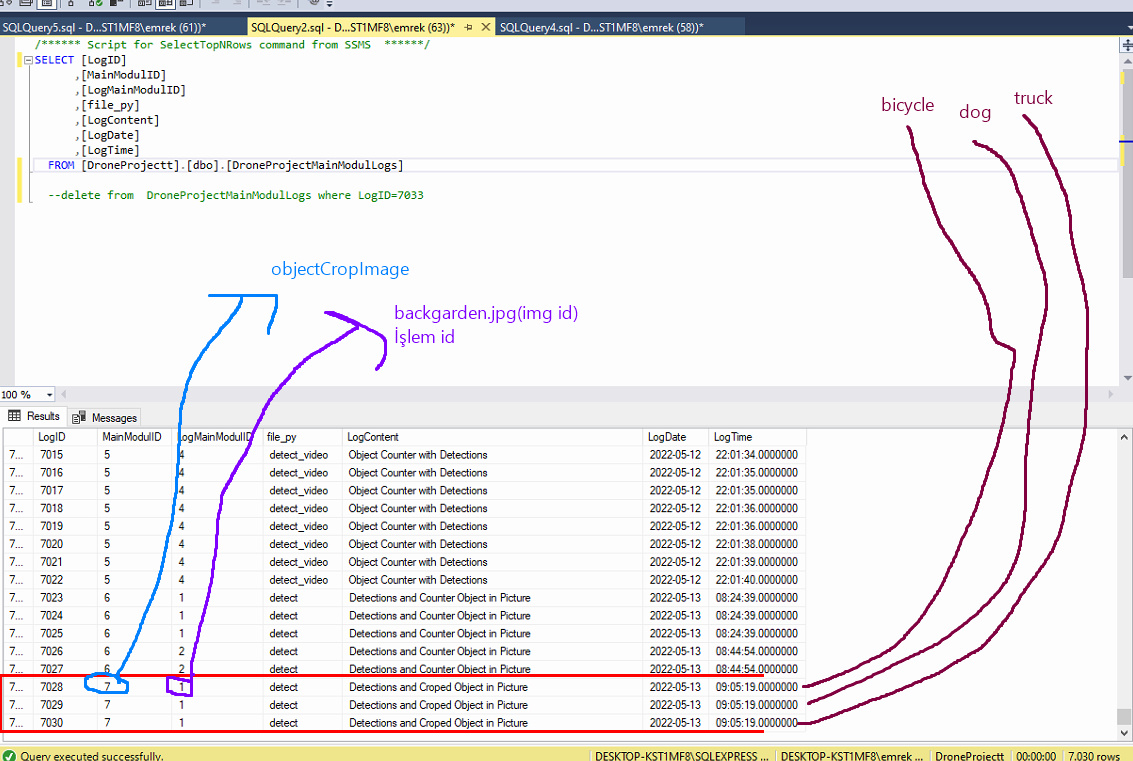 SQLQuery5.sql - D...ST1MF8\emrek (61))*
SQLQuery2.sql - D...ST1MF8\emrek (63))*
SQLQuery4.sql - D...ST1MF8\emrek (58))*
/****** Script for SelectTopNRows command from SSMS  ******/
SELECT [LogID]
,[MainModulID]
,[LogMainModulID]
,[file_py]
,[LogContent]
,[LogDate]
,[LogTime]
FROM [DroneProjectt].[dbo].[DroneProjectMainModulLogs]
--delete from  DroneProjectMainModulLogs where LogID=7033
bicycle
dog
truck
objectCropImage
backgarden.jpg(img id)
İşlem id
100 %
Results Messages
LogID MainModulID LogMainModulID file_py LogContent LogDate LogTime
7... 7015 5 4 detect_video Object Counter with Detections 2022-05-12 22:01:34.0000000
7... 7016 5 4 detect_video Object Counter with Detections 2022-05-12 22:01:35.0000000
7... 7017 5 4 detect_video Object Counter with Detections 2022-05-12 22:01:35.0000000
7... 7018 5 4 detect_video Object Counter with Detections 2022-05-12 22:01:36.0000000
7... 7019 5 4 detect_video Object Counter with Detections 2022-05-12 22:01:36.0000000
7... 7020 5 4 detect_video Object Counter with Detections 2022-05-12 22:01:38.0000000
7... 7021 5 4 detect_video Object Counter with Detections 2022-05-12 22:01:39.0000000
7... 7022 5 4 detect_video Object Counter with Detections 2022-05-12 22:01:40.0000000
7... 7023 6 1 detect Detections and Counter Object in Picture 2022-05-13 08:24:39.0000000
7... 7024 6 1 detect Detections and Counter Object in Picture 2022-05-13 08:24:39.0000000
7... 7025 6 1 detect Detections and Counter Object in Picture 2022-05-13 08:24:39.0000000
7... 7026 6 2 detect Detections and Counter Object in Picture 2022-05-13 08:44:54.0000000
7... 7027 6 2 detect Detections and Counter Object in Picture 2022-05-13 08:44:54.0000000
7... 7028 7 1 detect Detections and Croped Object in Picture 2022-05-13 09:05:19.0000000
7... 7029 7 1 detect Detections and Croped Object in Picture 2022-05-13 09:05:19.0000000
7... 7030 7 1 detect Detections and Croped Object in Picture 2022-05-13 09:05:19.0000000
Query executed successfully. DESKTOP-KST1MF8\SQLEXPRESS ... DESKTOP-KST1MF8\emrek ... DroneProjectt 00:00:00 7.030 rows